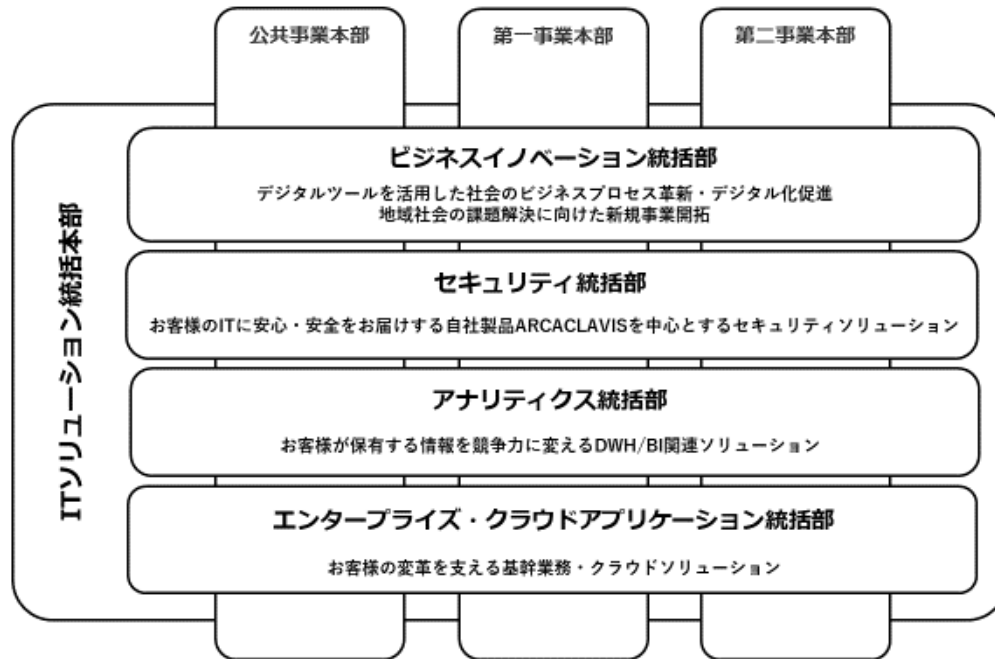 公共事業本部
第一事業本部
第二事業本部
ITソリューション統括本部
ビジネスイノベーション統括部
デジタルツールを活用した社会のビジネスプロセス革新・デジタル化促進
地域社会の課題解決に向けた新規事業開拓
セキュリティ統括部
お客様のITに安心・安全をお届けする自社製品ARCACLAVISを中心とするセキュリティソリューション
アナリティクス統括部
お客様が保有する情報を競争力に変えるDWH/BI関連ソリューション
エンタープライズ・クラウドアプリケーション統括部
お客様の変革を支える基幹業務・クラウドソリューション